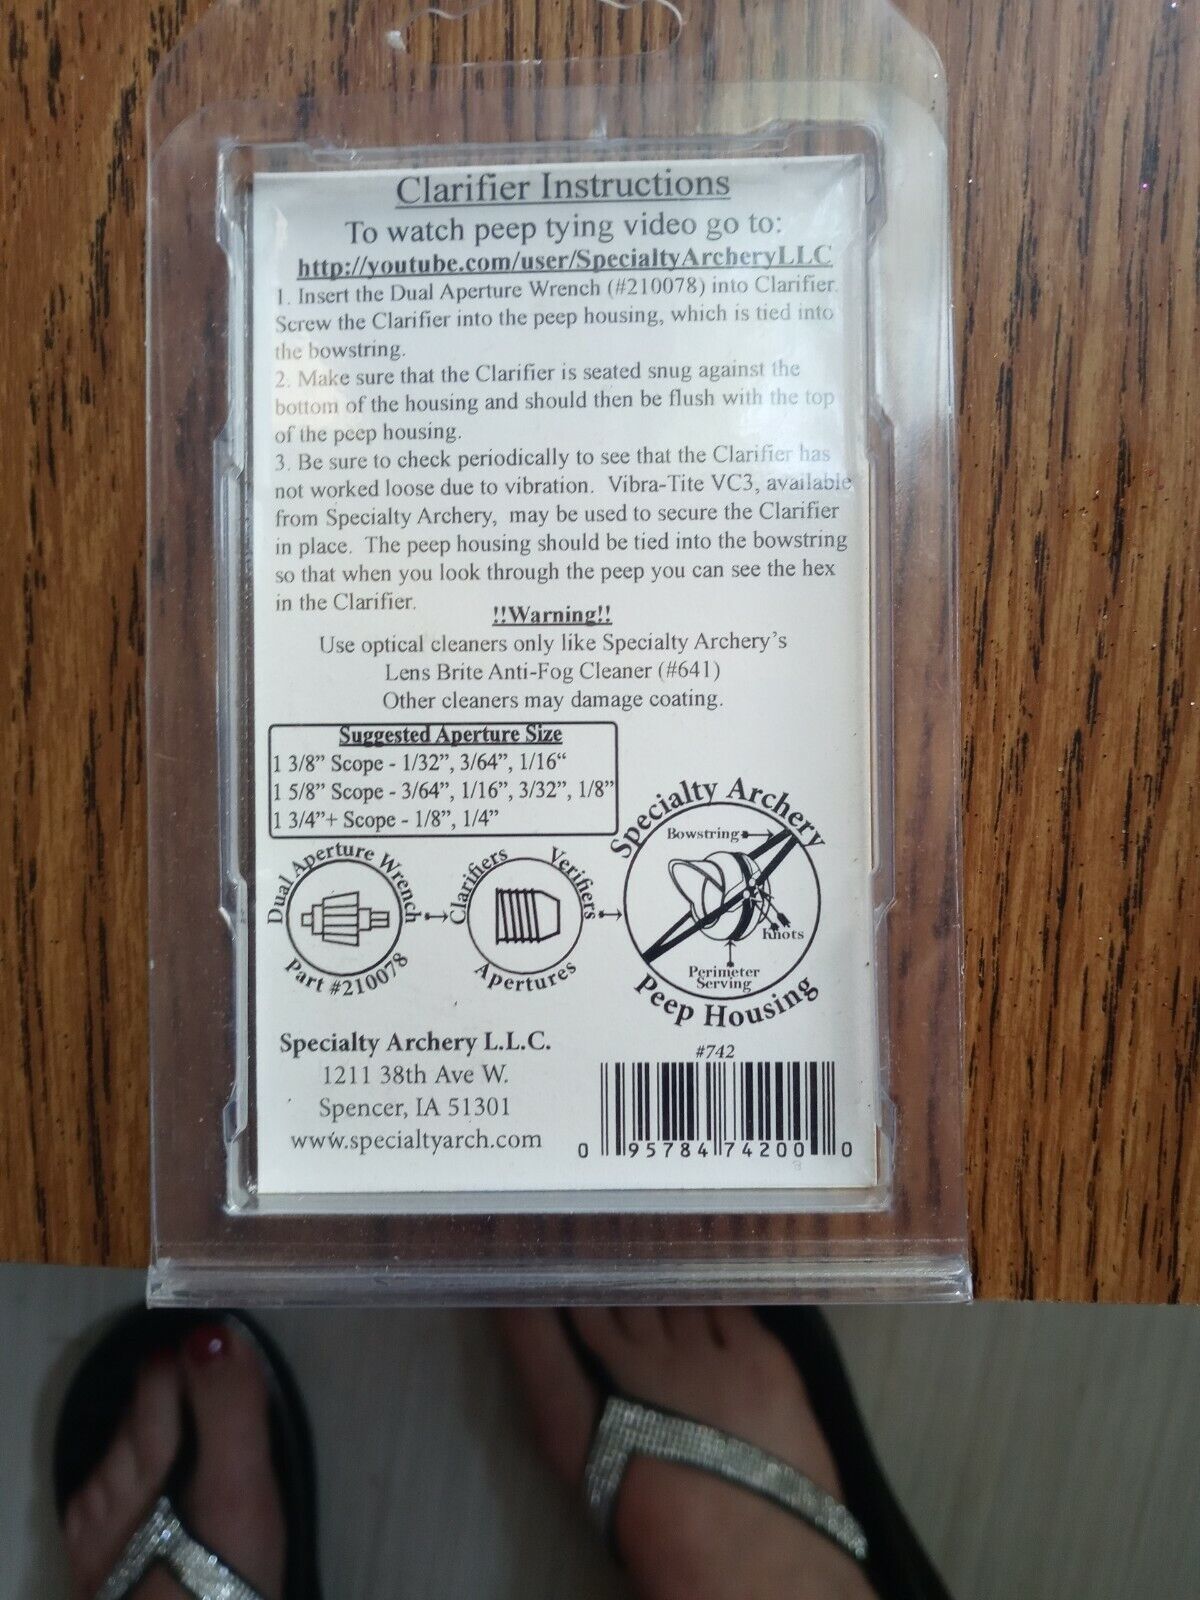 Clarifier Instructions
To watch peep tying video go to:
http://youtube.com/user/SpecialtyArcheryLLC
1. Insert the Dual Aperture Wrench (#210078) into Clarifier.
Screw the Clarifier into the peep housing, which is tied into
the bowstring.
2. Make sure that the Clarifier is seated snug against the
bottom of the housing and should then be flush with the top
of the peep housing.
3. Be sure to check periodically to see that the Clarifier has
not worked loose due to vibration. Vibra-Tite VC3, available
from Specialty Archery, may be used to secure the Clarifier
in place. The peep housing should be tied into the bowstring
so that when you look through the peep you can see the hex
in the Clarifier.
!!Warning!!
Use optical cleaners only like Specialty Archery's
Lens Brite Anti-Fog Cleaner (#641)
Other cleaners may damage coating.
Suggested Aperture Size
1 3/8" Scope - 1/32", 3/64", 1/16"
1 5/8" Scope - 3/64", 1/16", 3/32", 1/8"
1 3/4"+ Scope - 1/8", 1/4"
Dual Aperture Wrench
Part #210078
Clarifiers
Verifiers
Apertures
Specialty Archery
Bowstring
Knots
Perimeter
Serving
Peep Housing
Specialty Archery L.L.C.
1211 38th Ave W.
Spencer, IA 51301
www.specialtyarch.com
#742
0 95784 74200 0